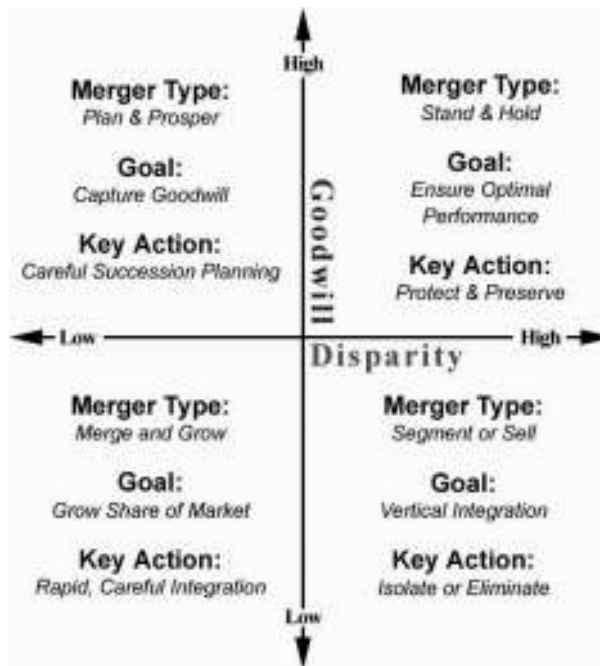 High
Merger Type:
Plan & Prosper
Goal:
Capture Goodwill
Key Action:
Careful Succession Planning
Merger Type:
Stand & Hold
Goal:
Ensure Optimal
Performance
Key Action:
Protect & Preserve
Goodwill
Low
High
Disparity
Merger Type:
Merge and Grow
Goal:
Grow Share of Market
Key Action:
Rapid, Careful Integration
Merger Type:
Segment or Sell
Goal:
Vertical Integration
Key Action:
Isolate or Eliminate
Low